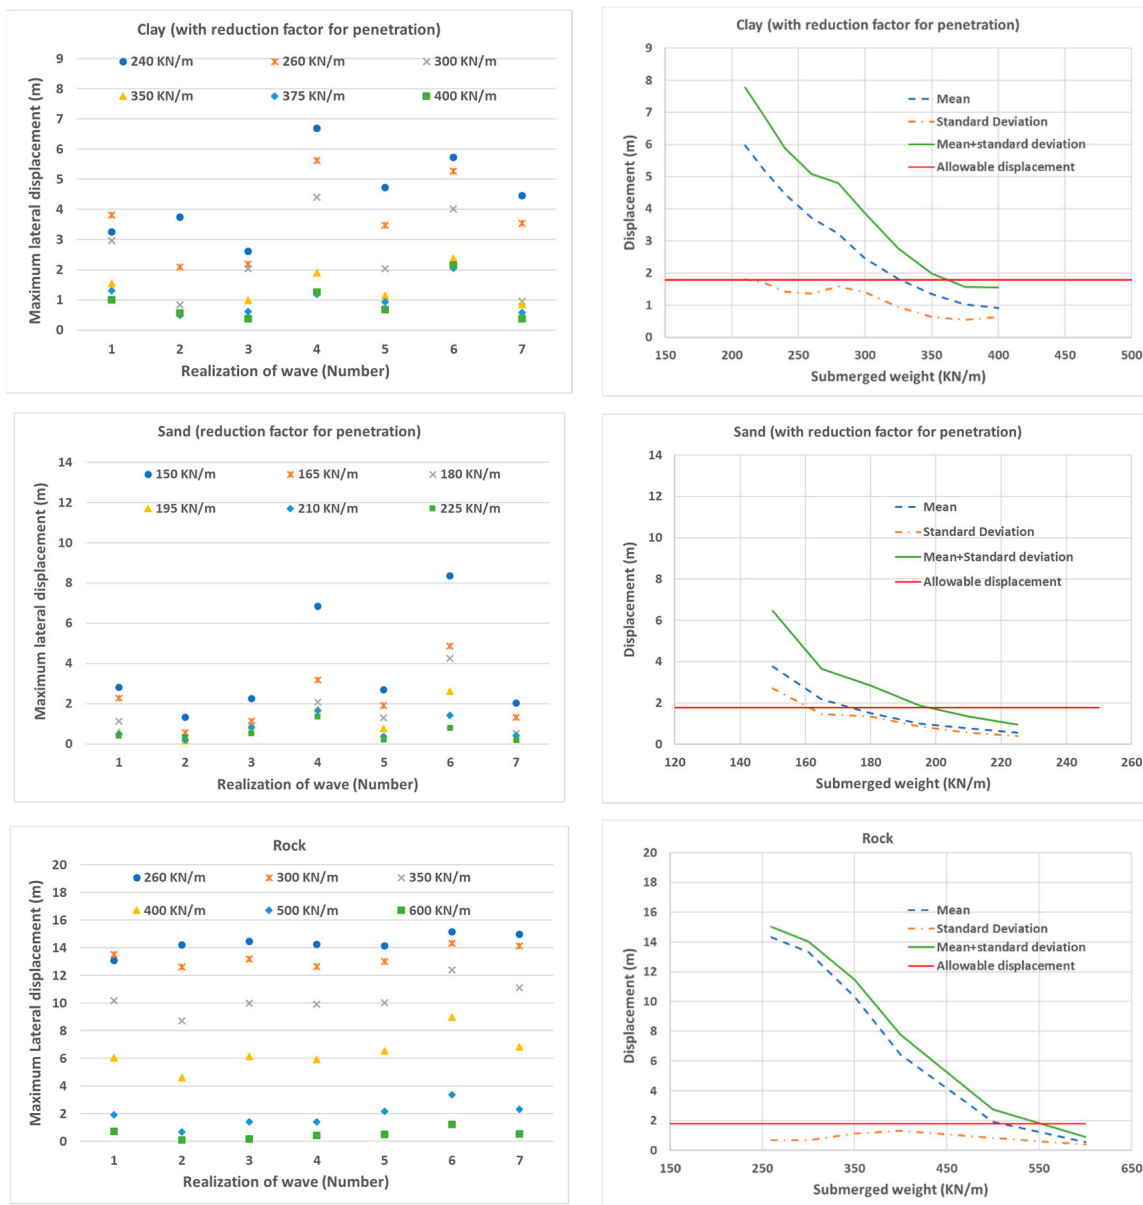 Clay (with reduction factor for penetration)
9
8
7
6
5
4
3
2
1
0
Maximum lateral displacement (m)
240 KN/m 260 KN/m 300 KN/m
350 KN/m 375 KN/m 400 KN/m
1 2 3 4 5 6 7
Realization of wave (Number)
Clay (with reduction factor for penetration)
9
8
7
6
5
4
3
2
1
0
Displacement (m)
Mean
Standard Deviation
Mean+standard deviation
Allowable displacement
150 200 250 300 350 400 450 500
Submerged weight (KN/m)
Sand (reduction factor for penetration)
14
12
10
8
6
4
2
0
Maximum lateral displacement (m)
150 KN/m 165 KN/m 180 KN/m
195 KN/m 210 KN/m 225 KN/m
1 2 3 4 5 6 7
Realization of wave (Number)
Sand (with reduction factor for penetration)
14
12
10
8
6
4
2
0
Displacement (m)
Mean
Standard Deviation
Mean+Standard deviation
Allowable displacement
120 140 160 180 200 220 240 260
Submerged weight (KN/m)
Rock
20
18
16
14
12
10
8
6
4
2
0
Maximum Lateral displacement (m)
260 KN/m 300 KN/m 350 KN/m
400 KN/m 500 KN/m 600 KN/m
1 2 3 4 5 6 7
Realization of wave (Number)
Rock
20
18
16
14
12
10
8
6
4
2
0
Displacement (m)
Mean
Standard Deviation
Mean+standard deviation
Allowable displacement
150 250 350 450 550 650
Submerged weight (KN/m)